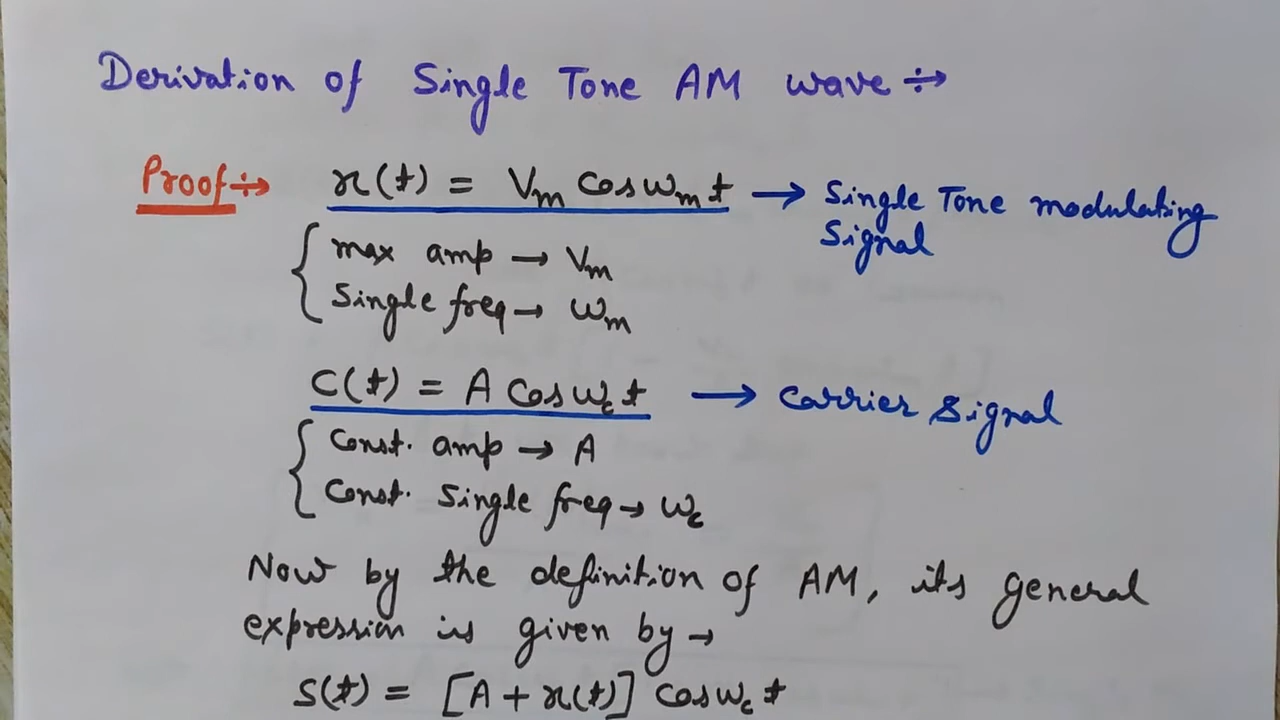 Derivation of Single Tone AM wave ÷→
Proof ÷→ x(t) = Vm Cos ωm t → Single Tone modulating Signal
max amp → Vm
Single freq → ωm
C(t) = A Cos ωc t → Carrier Signal
Const. amp → A
Const. Single freq → ωc
Now by the definition of AM, its general
expression is given by →
S(t) = [A + x(t)] cos ωc t